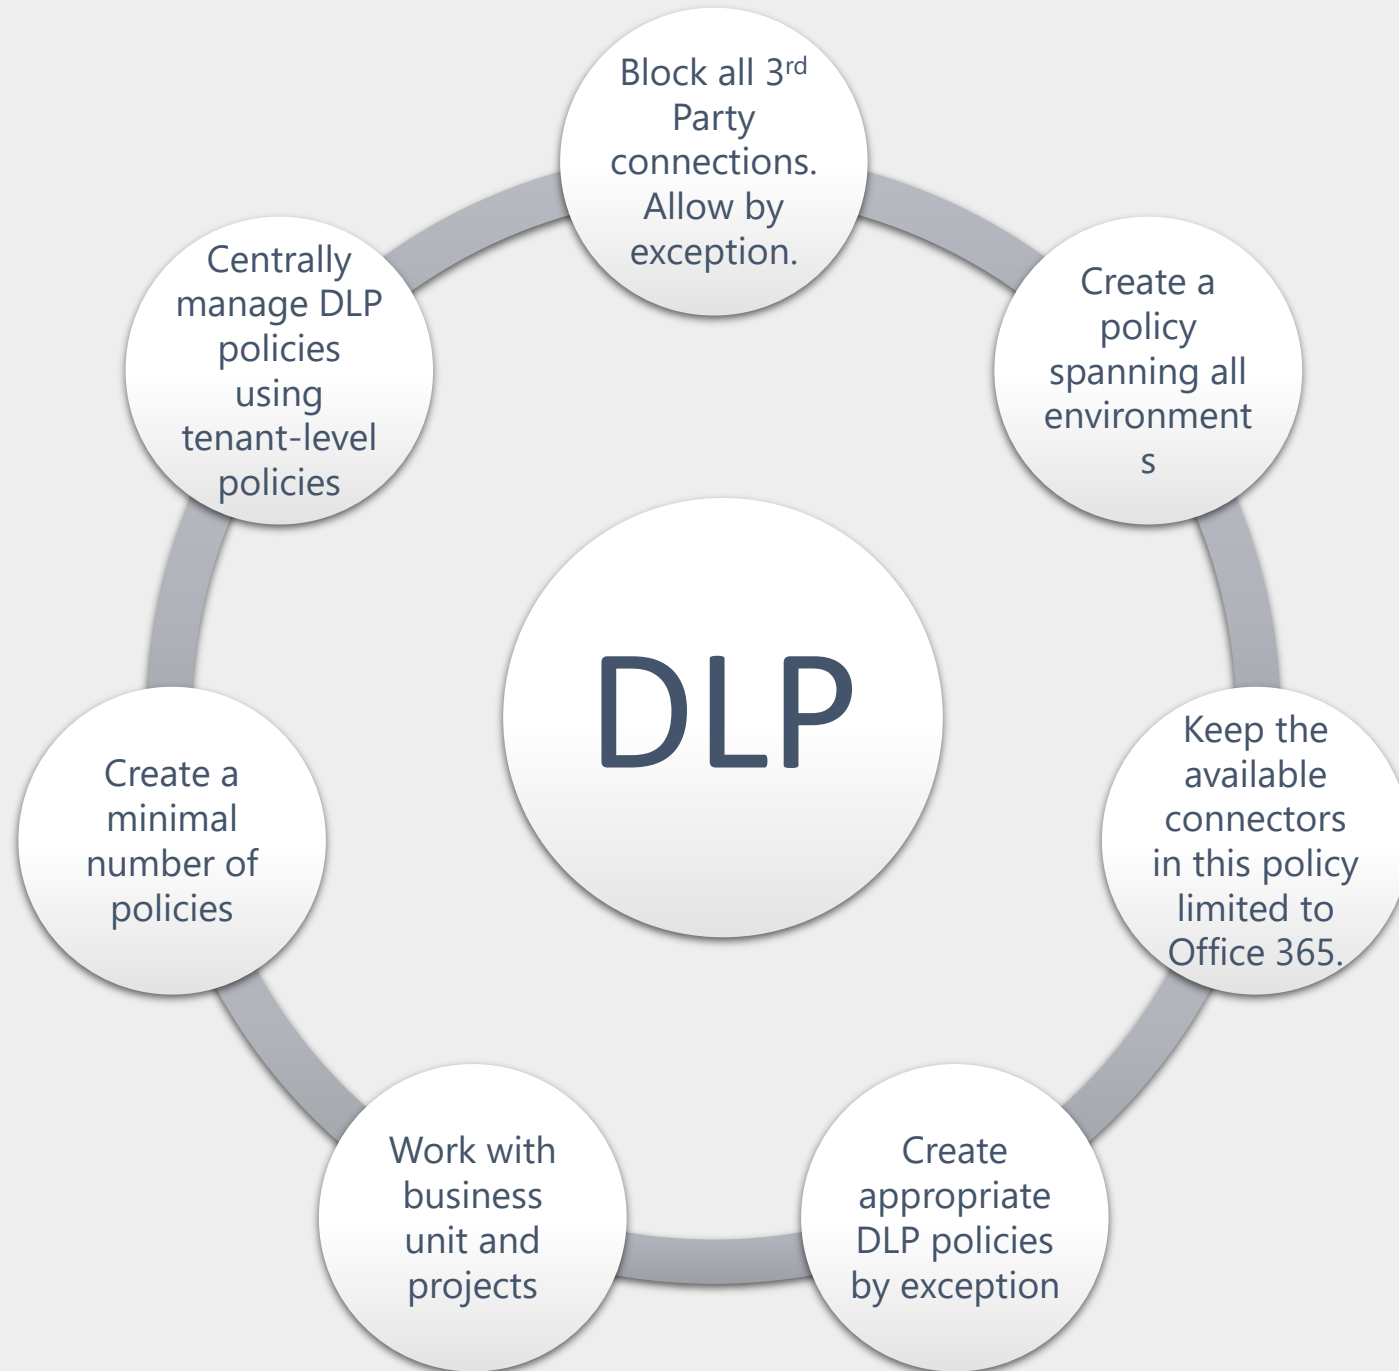 Block all 3rd
Party
connections.
Allow by
exception.
Create a
policy
spanning all
environment
s
Keep the
available
connectors
in this policy
limited to
Office 365.
Create
appropriate
DLP policies
by exception
Work with
business
unit and
projects
Create a
minimal
number of
policies
Centrally
manage DLP
policies
using
tenant-level
policies
DLP